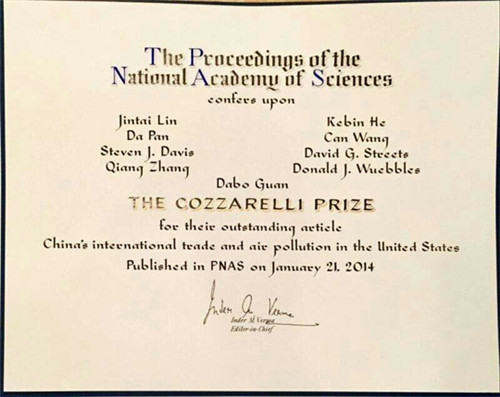 The Proceedings of the
National Academy of Sciences
confers upon
Jintai Lin
Da Pan
Steven J. Davis
Qiang Zhang
Kebin He
Can Wang
David G. Streets
Donald J. Wuebbles
Dabo Guan
THE COZZARELLI PRIZE
for their outstanding article
China's international trade and air pollution in the United States
Published in PNAS on January 21, 2014
Inder M. Verma
Inder M. Verma
Editor-in-Chief